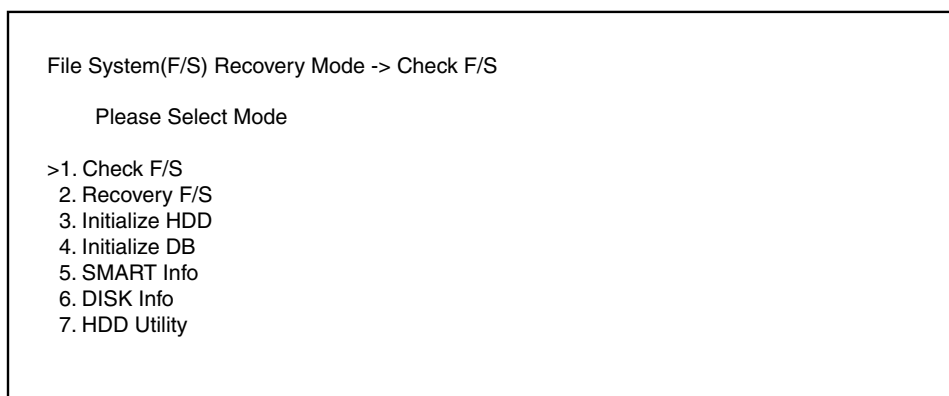 File System(F/S) Recovery Mode -> Check F/S
Please Select Mode
>1. Check F/S
2. Recovery F/S
3. Initialize HDD
4. Initialize DB
5. SMART Info
6. DISK Info
7. HDD Utility